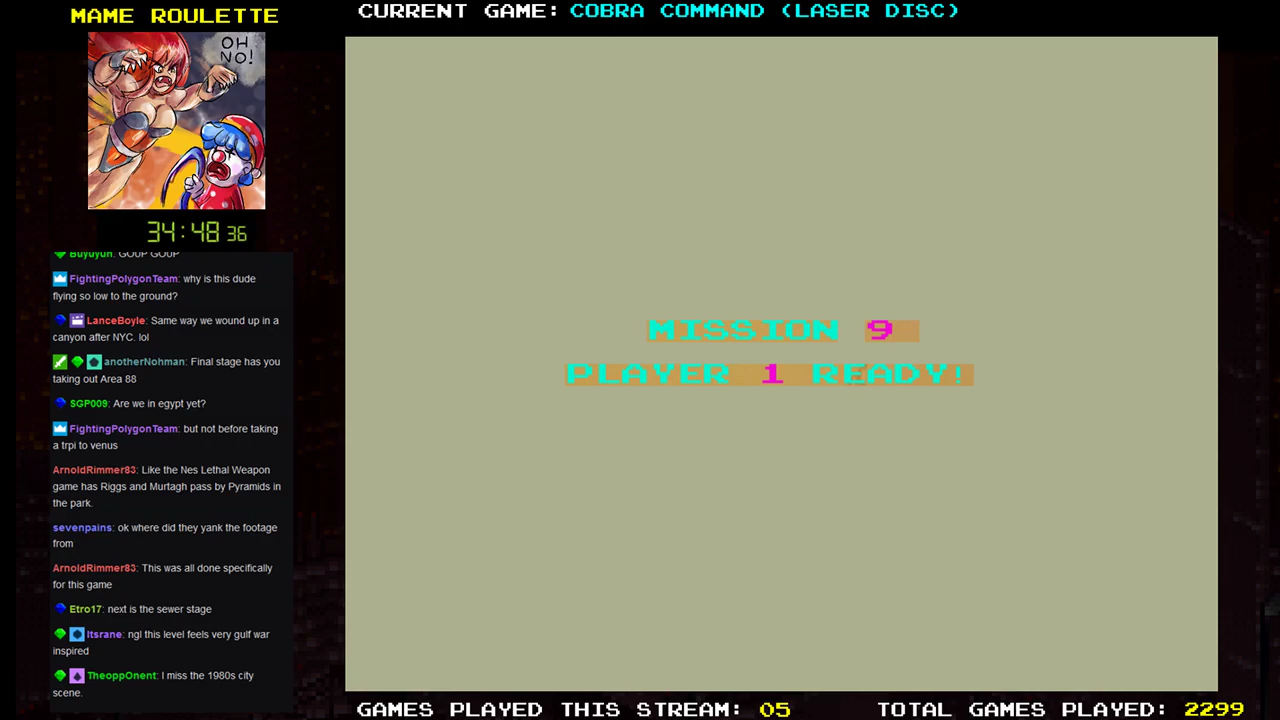 MAME ROULETTE
CURRENT GAME: COBRA COMMAND (LASER DISC)
OH
NO!
34:48 36
Buyuyun: GOUP GOUP
FightingPolygonTeam: why is this dude
flying so low to the ground?
LanceBoyle: Same way we wound up in a
canyon after NYC. lol
anotherNohman: Final stage has you
taking out Area 88
SGP009: Are we in egypt yet?
FightingPolygonTeam: but not before taking
a trpi to venus
ArnoldRimmer83: Like the Nes Lethal Weapon
game has Riggs and Murtagh pass by Pyramids in
the park.
sevenpains: ok where did they yank the footage
from
ArnoldRimmer83: This was all done specifically
for this game
Etro17: next is the sewer stage
Itsrane: ngl this level feels very gulf war
inspired
TheoppOnent: I miss the 1980s city
scene.
MISSION 9
PLAYER 1 READY!
GAMES PLAYED THIS STREAM: 05
TOTAL GAMES PLAYED: 2299